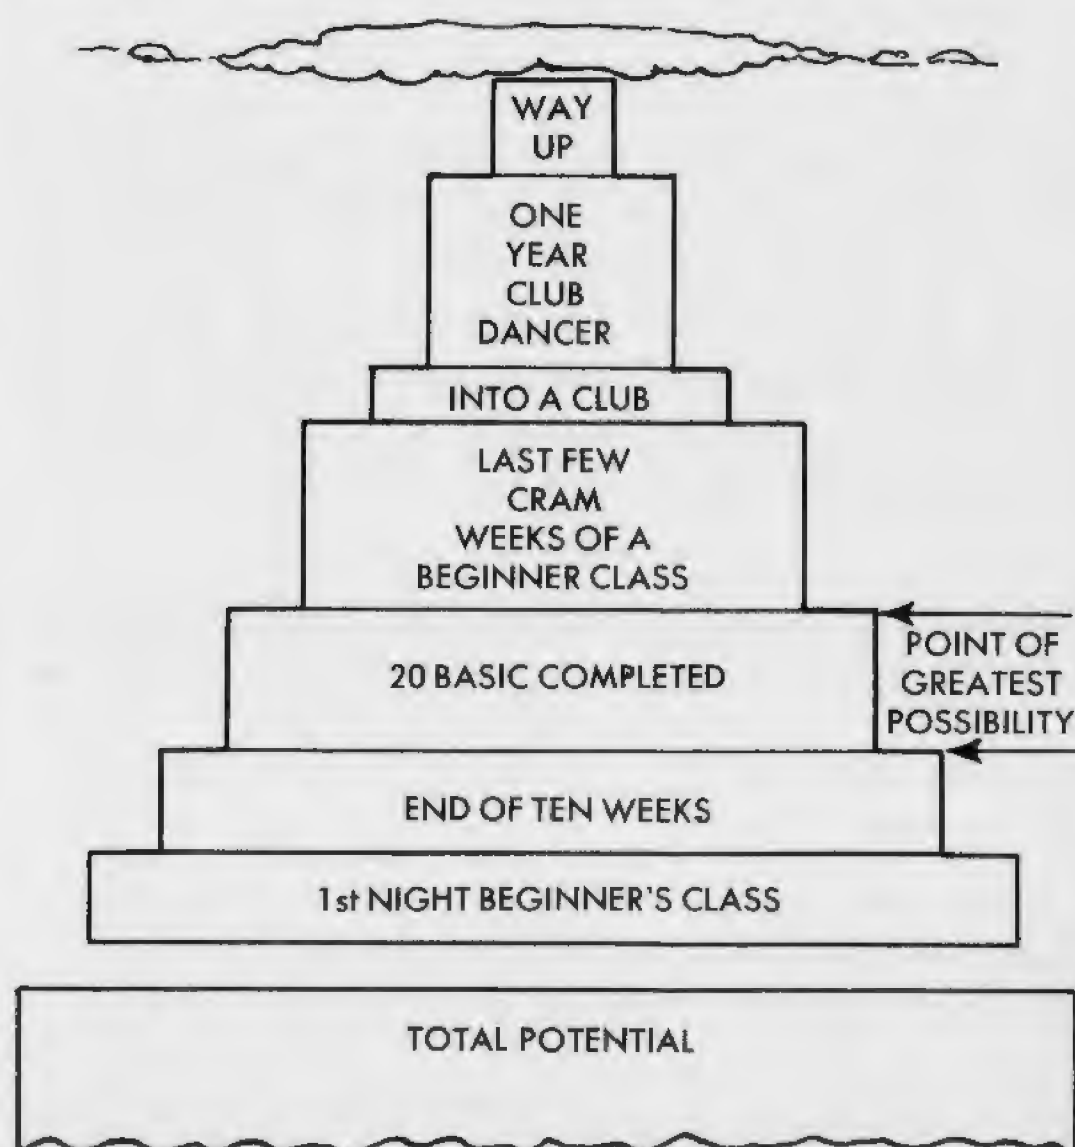 WAY
UP
ONE
YEAR
CLUB
DANCER
INTO A CLUB
LAST FEW
CRAM
WEEKS OF A
BEGINNER CLASS
20 BASIC COMPLETED
POINT OF
GREATEST
POSSIBILITY
END OF TEN WEEKS
1st NIGHT BEGINNER'S CLASS
TOTAL POTENTIAL